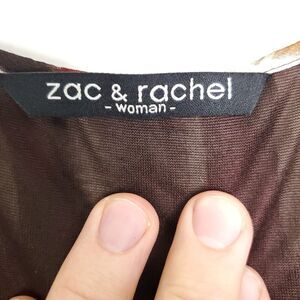 zac & rachel
- woman -